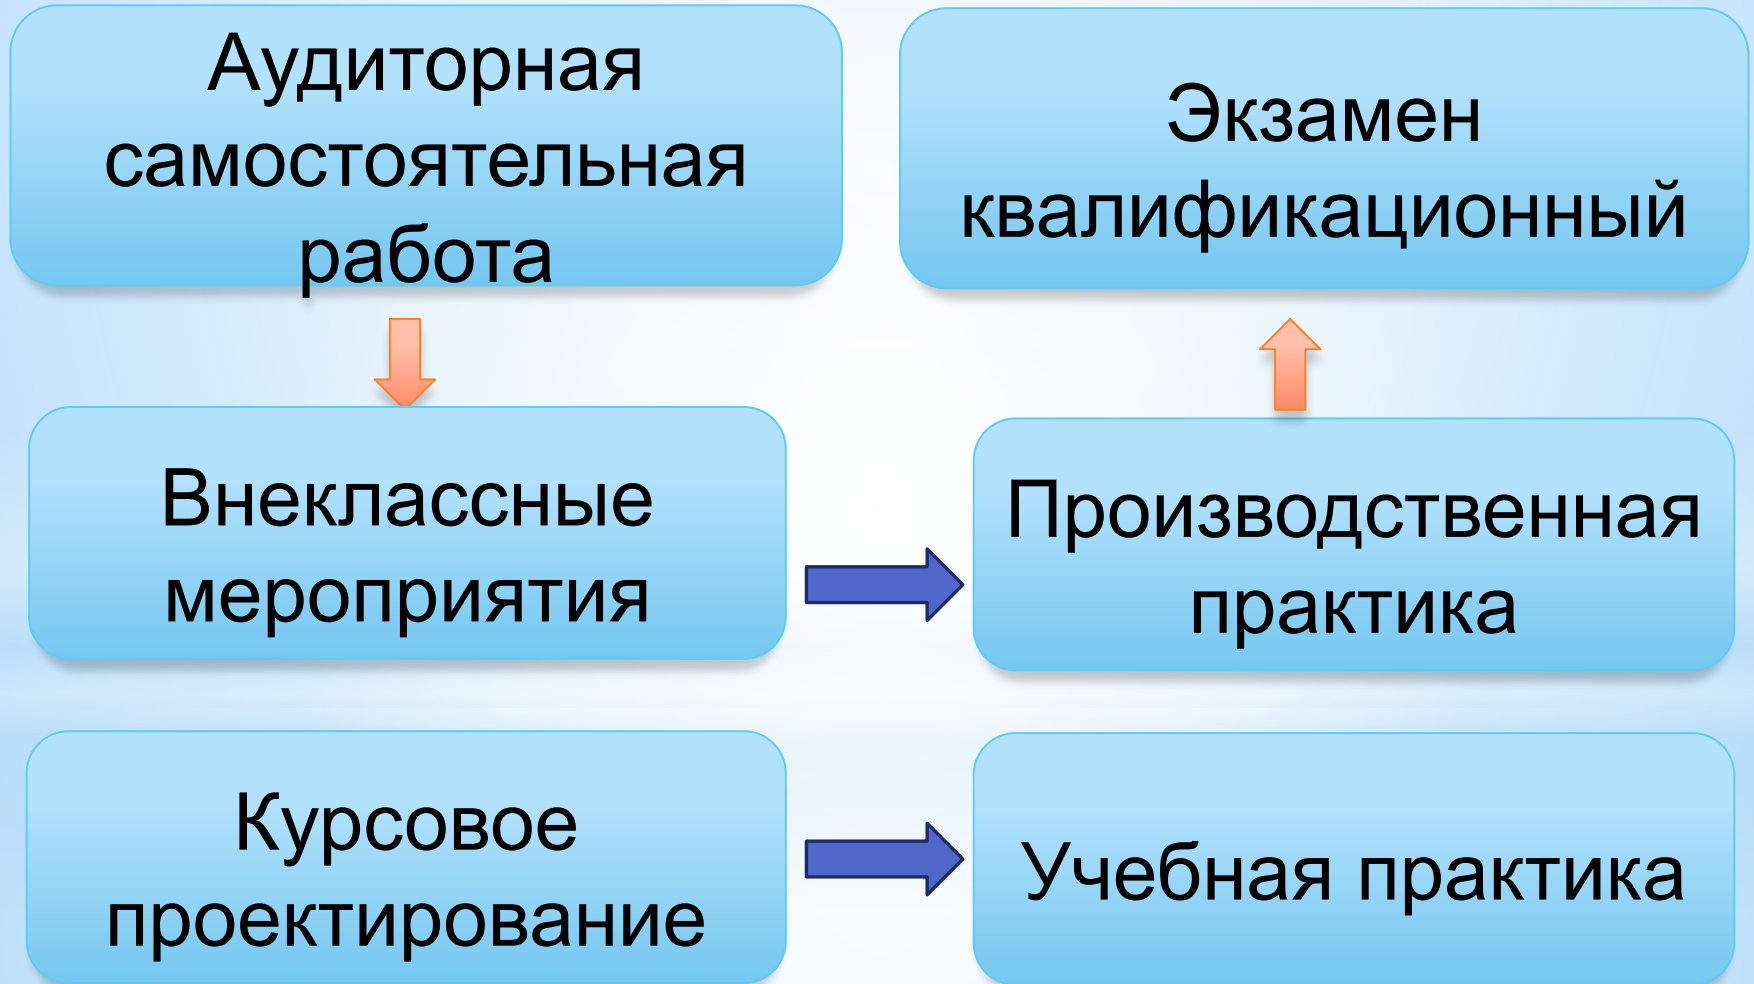 Аудиторная
самостоятельная
работа
Экзамен
квалификационный
Внеклассные
мероприятия
Производственная
практика
Курсовое
проектирование
Учебная практика